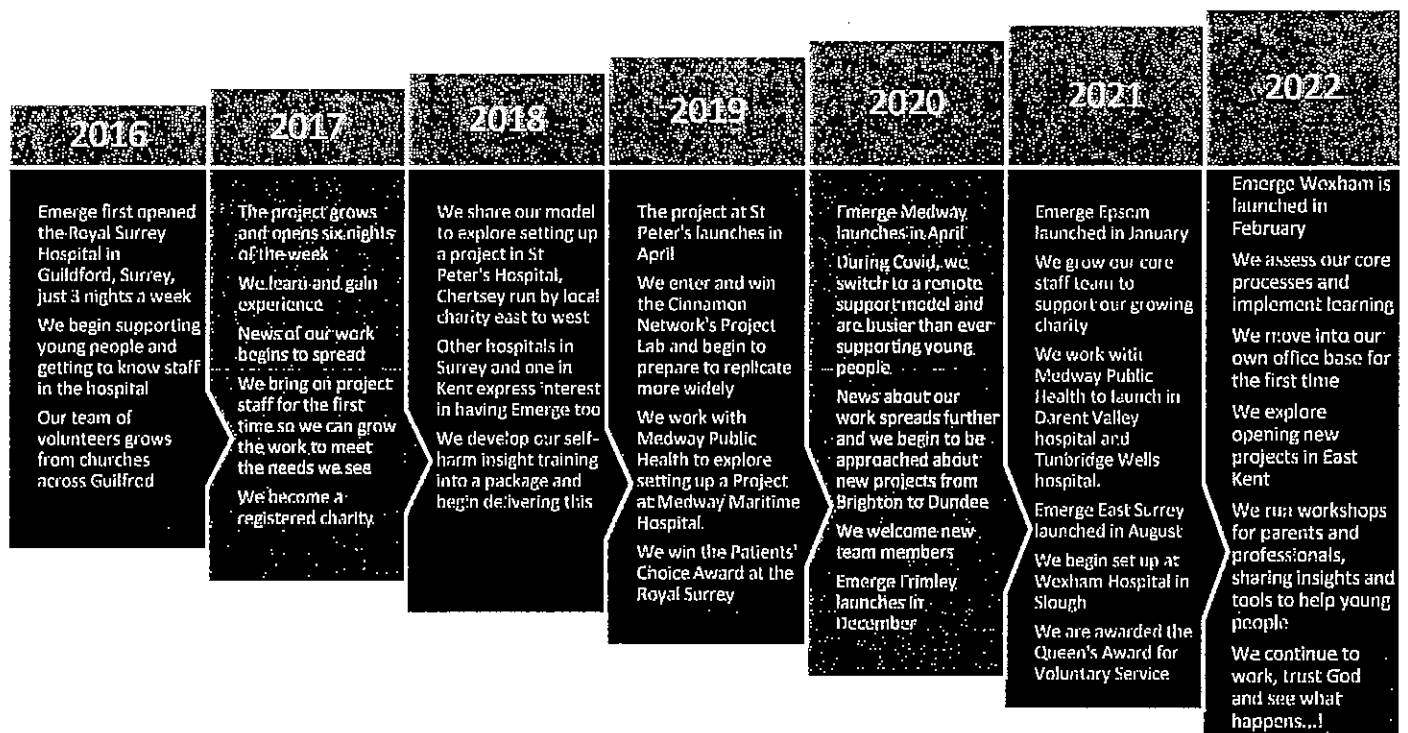 2016
Emerge first opened
the Royal Surrey
Hospital in
Guildford, Surrey,
just 3 nights a week
We begin supporting
young people and
getting to know staff
in the hospital
Our team of
volunteers grows
from churches
across Guilfrod
2017
The project grows
and opens six nights
of the week
We learn and gain
experience
News of our work
begins to spread
We bring on project
staff for the first
time so we can grow
the work to meet
the needs we see
We become a
registered charity
2018
We share our model
to explore setting up
a project in St
Peter's Hospital,
Chertsey run by local
charity east to west
Other hospitals in
Surrey and one in
Kent express interest
in having Emerge too
We develop our self-
harm insight training
into a package and
begin delivering this
2019
The project at St
Peter's launches in
April
We enter and win
the Cinnamon
Network's Project
Lab and begin to
prepare to replicate
more widely
We work with
Medway Public
Health to explore
setting up a Project
at Medway Maritime
Hospital.
We win the Patients'
Choice Award at the
Royal Surrey
2020
Emerge Medway
launches in April
During Covid, we
switch to a remote
support model and
are busier than ever
supporting young
people
News about our
work spreads further
and we begin to be
approached about
new projects from
Brighton to Dundee
We welcome new
team members
Emerge Frimley
launches in
December
2021
Emerge Epsom
launched in January
We grow our core
staff team to
support our growing
charity
We work with
Medway Public
Health to launch in
Darent Valley
hospital and
Tunbridge Wells
hospital.
Emerge East Surrey
launched in August
We begin set up at
Wexham Hospital in
Slough
We are awarded the
Queen's Award for
Voluntary Service
2022
Emerge Wexham is
launched in
February
We assess our core
processes and
implement learning
We move into our
own office base for
the first time
We explore
opening new
projects in East
Kent
We run workshops
for parents and
professionals,
sharing insights and
tools to help young
people
We continue to
work, trust God
and see what
happens...!